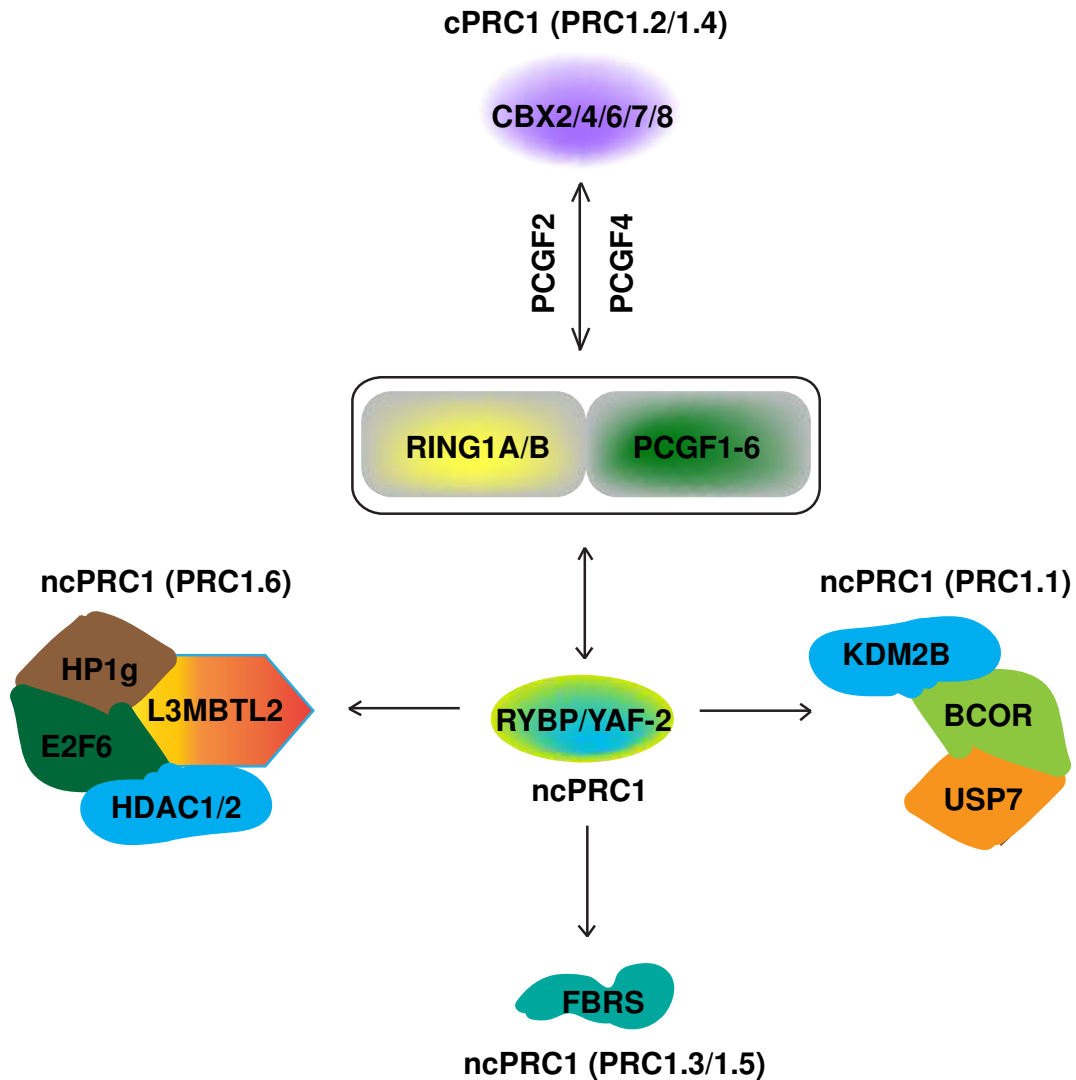 cPRC1 (PRC1.2/1.4)
CBX2/4/6/7/8
PCGF2
PCGF4
RING1A/B
PCGF1-6
ncPRC1 (PRC1.6)
HP1g
L3MBTL2
E2F6
HDAC1/2
RYBP/YAF-2
ncPRC1
ncPRC1 (PRC1.1)
KDM2B
BCOR
USP7
FBRS
ncPRC1 (PRC1.3/1.5)